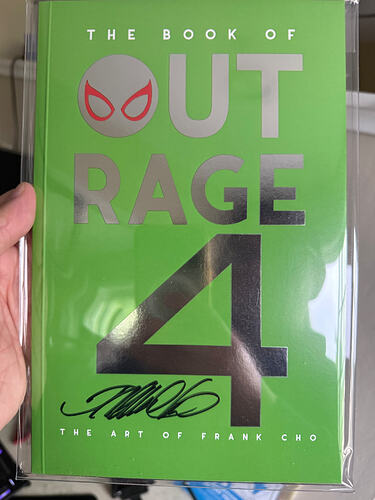 THE BOOK OF
OUT
RAGE
4
THE ART OF FRANK CHO